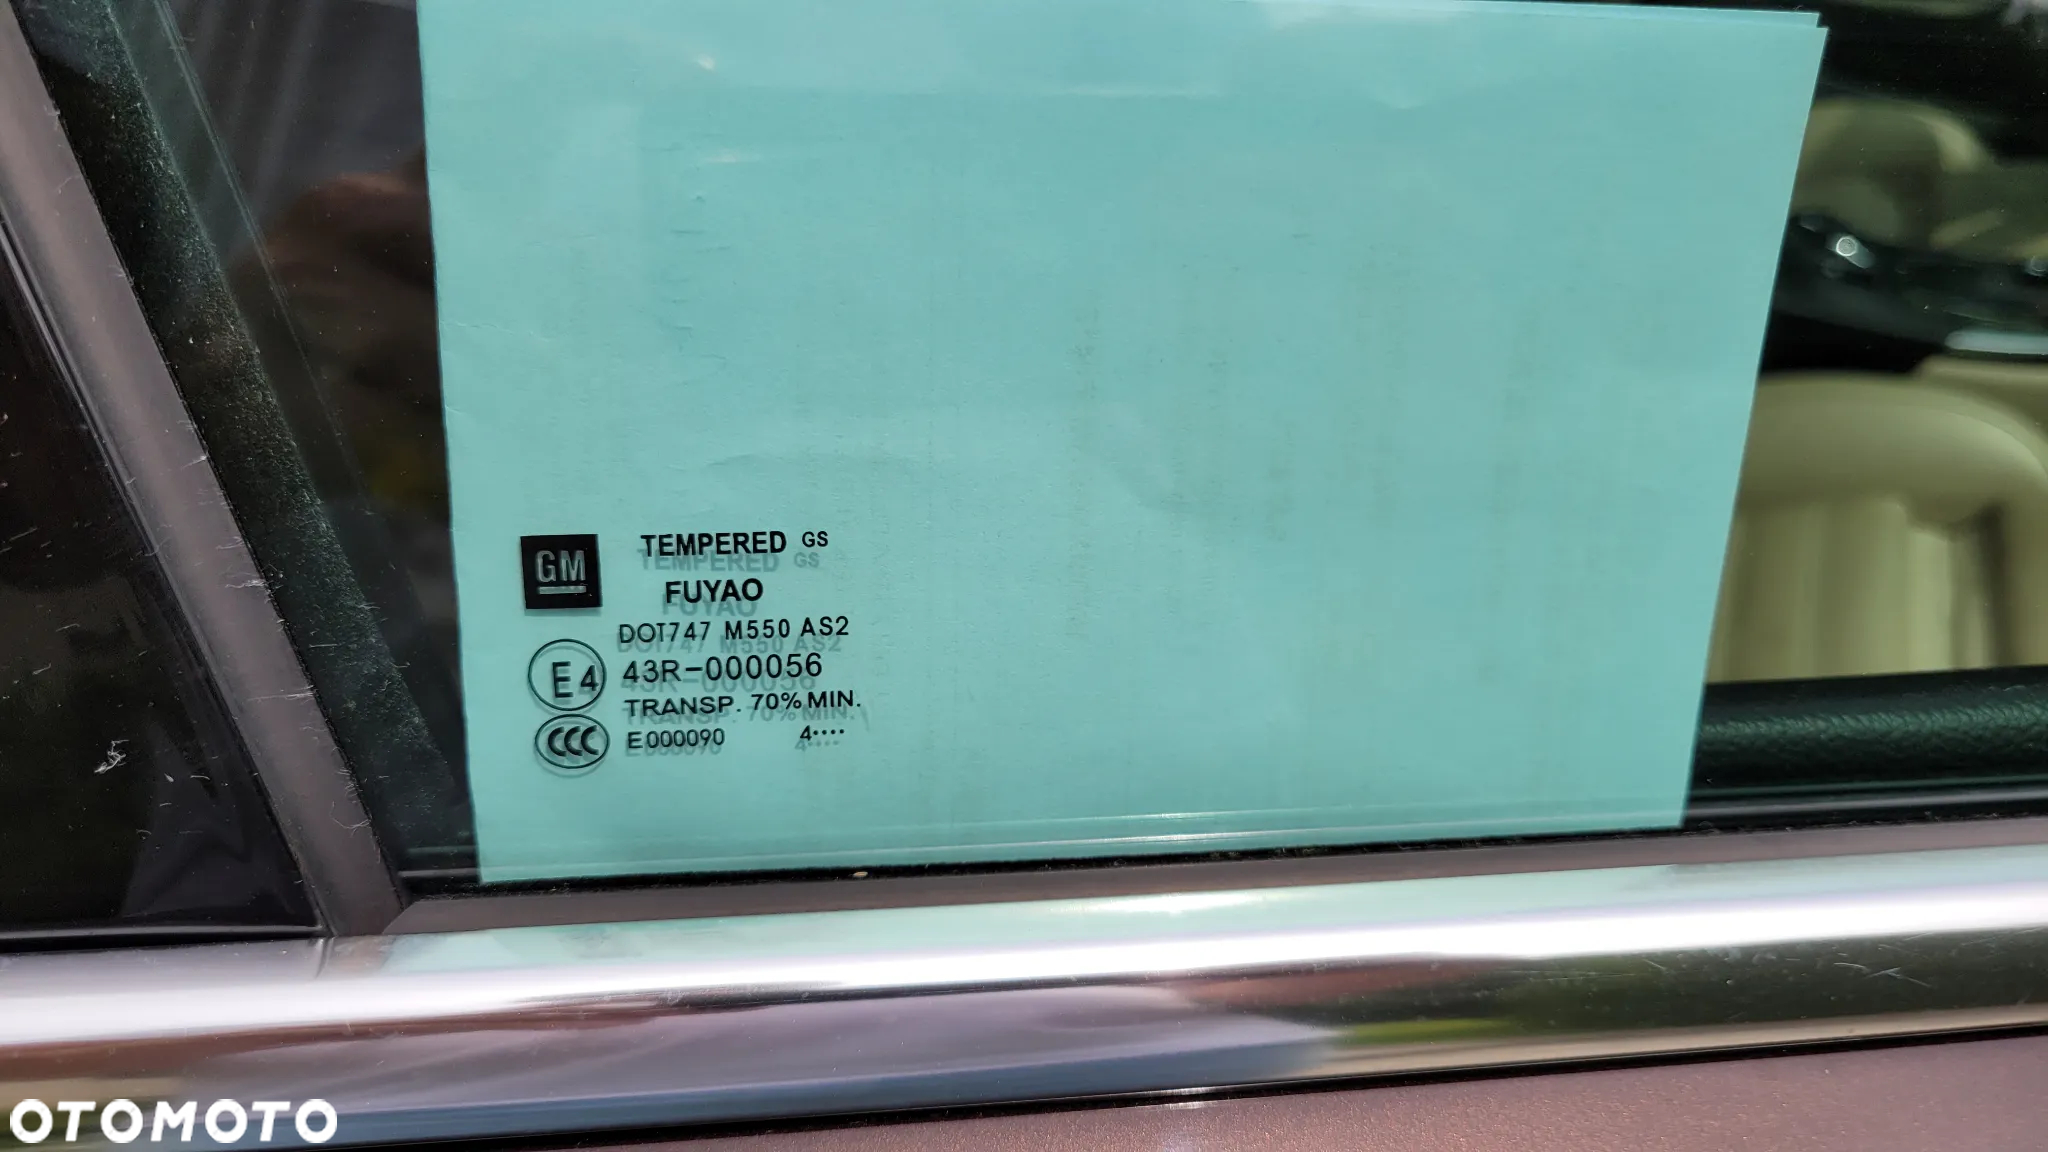 GM
TEMPERED GS
FUYAO
DOT747 M550 AS2
E4 43R-000056
TRANSP. 70% MIN.
CCC E000090 4••••
OTOMOTO